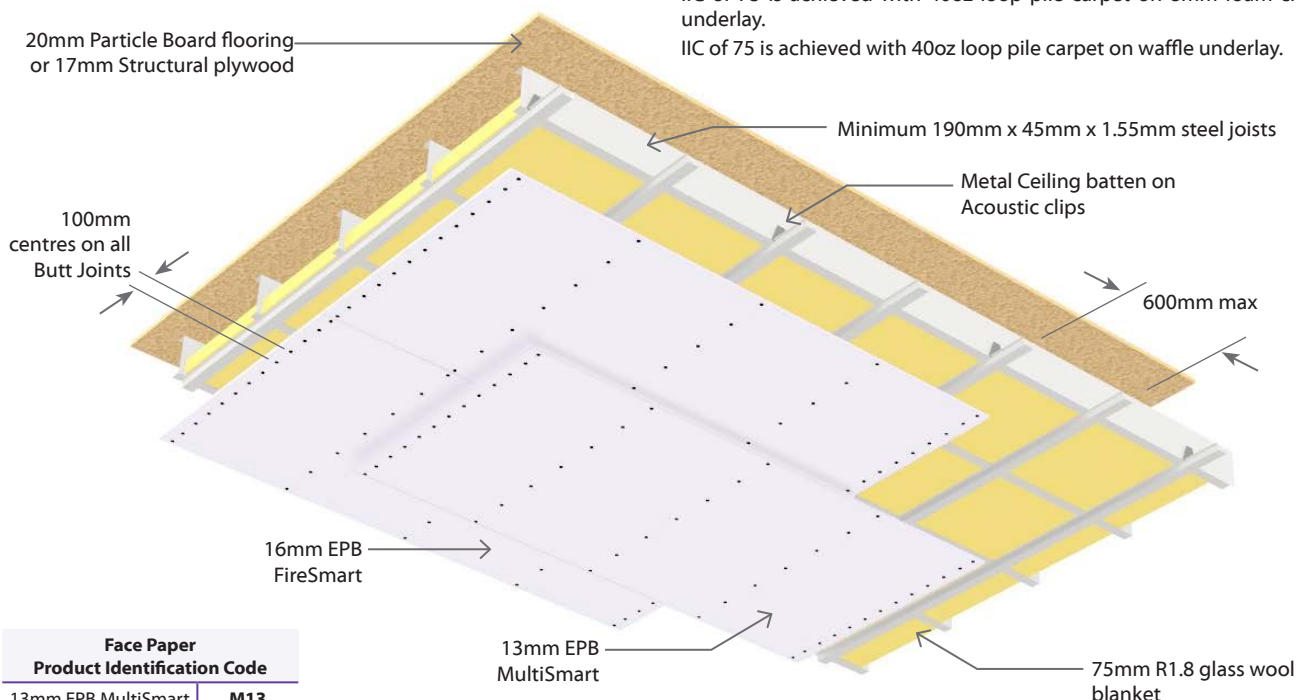 underlay.
IIC of 75 is achieved with 40oz loop pile carpet on waffle underlay.
20mm Particle Board flooring
or 17mm Structural plywood
Minimum 190mm x 45mm x 1.55mm steel joists
Metal Ceiling batten on
Acoustic clips
100mm
centres on all
Butt Joints
600mm max
16mm EPB
FireSmart
13mm EPB
MultiSmart
75mm R1.8 glass wool
blanket
Face Paper
Product Identification Code
13mm EPB MultiSmart M13